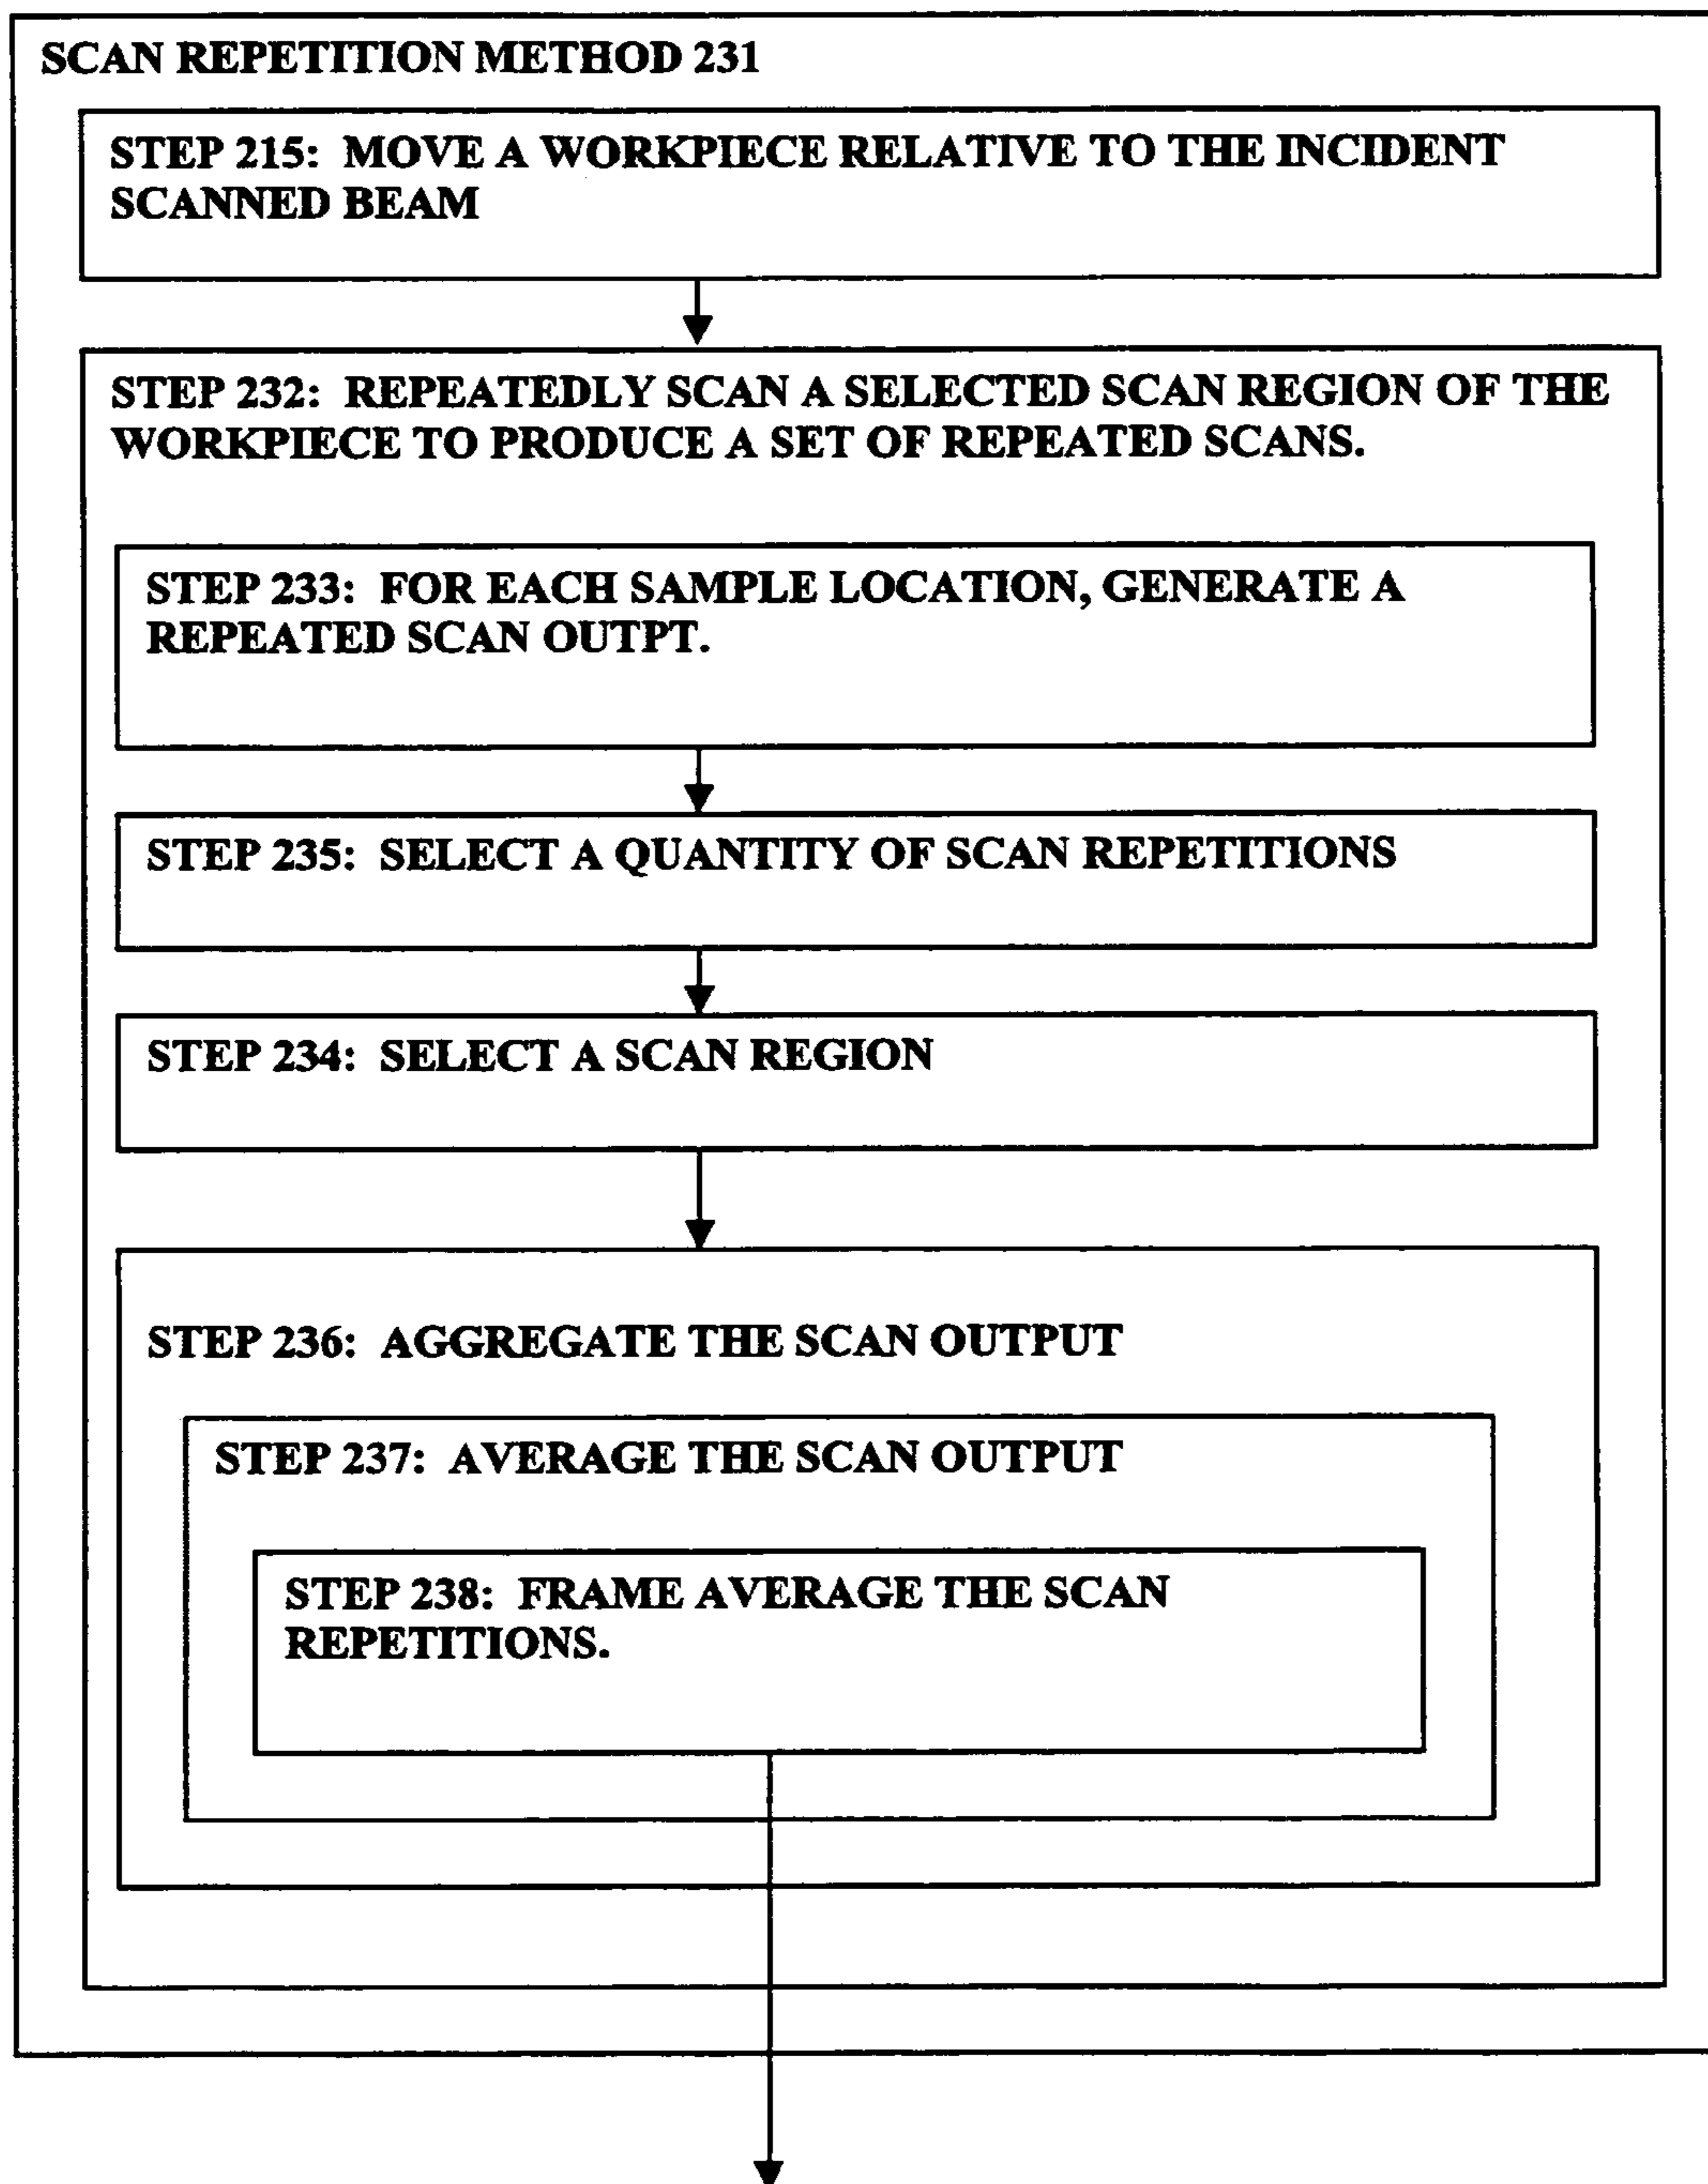 SCAN REPETITION METHOD 231
STEP 215: MOVE A WORKPIECE RELATIVE TO THE INCIDENT
SCANNED BEAM
STEP 232: REPEATEDLY SCAN A SELECTED SCAN REGION OF THE
WORKPIECE TO PRODUCE A SET OF REPEATED SCANS.
STEP 233: FOR EACH SAMPLE LOCATION, GENERATE A
REPEATED SCAN OUTPT.
STEP 235: SELECT A QUANTITY OF SCAN REPETITIONS
STEP 234: SELECT A SCAN REGION
STEP 236: AGGREGATE THE SCAN OUTPUT
STEP 237: AVERAGE THE SCAN OUTPUT
STEP 238: FRAME AVERAGE THE SCAN
REPETITIONS.